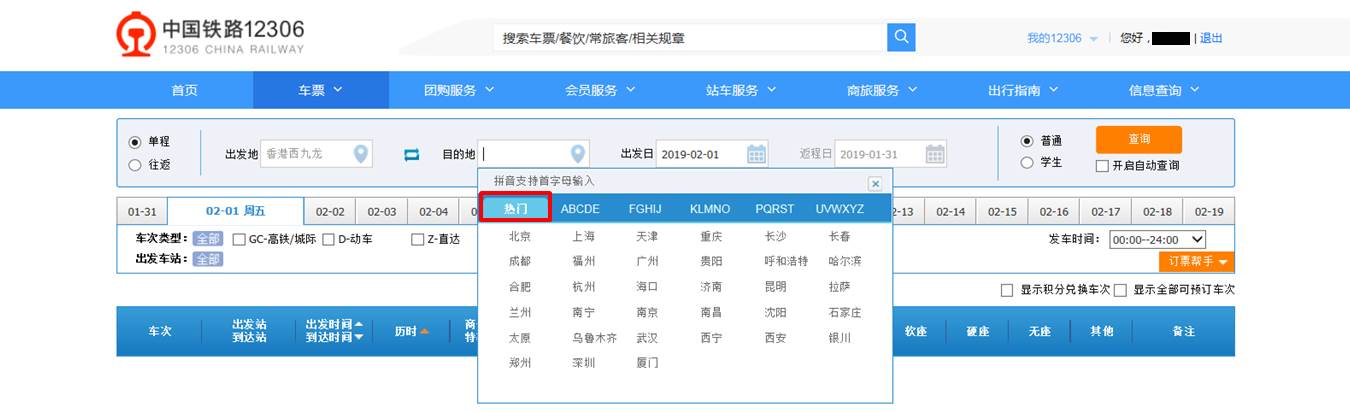 中国铁路12306
12306 CHINA RAILWAY
搜索车票/餐饮/常旅客/相关规章
我的12306 | 您好， | 退出
首页 车票 团购服务 会员服务 站车服务 商旅服务 出行指南 信息查询
单程
往返
出发地 香港西九龙 目的地 出发日 2019-02-01 返程日 2019-01-31
普通
学生
查询
开启自动查询
拼音支持首字母输入
热门 ABCDE FGHIJ KLMNO PQRST UVWXYZ
01-31 02-01 周五 02-02 02-03 02-04 2-13 02-14 02-15 02-16 02-17 02-18 02-19
北京 上海 天津 重庆 长沙 长春
成都 福州 广州 贵阳 呼和浩特 哈尔滨
合肥 杭州 海口 济南 昆明 拉萨
兰州 南宁 南京 南昌 沈阳 石家庄
太原 乌鲁木齐 武汉 西宁 西安 银川
郑州 深圳 厦门
车次类型： 全部 GC-高铁/城际 D-动车 Z-直达
出发车站： 全部
发车时间： 00:00--24:00
订票帮手
显示积分兑换车次 显示全部可预订车次
车次 出发站 出发时间 历时 商 软座 硬座 无座 其他 备注
到达站 到达时间 特